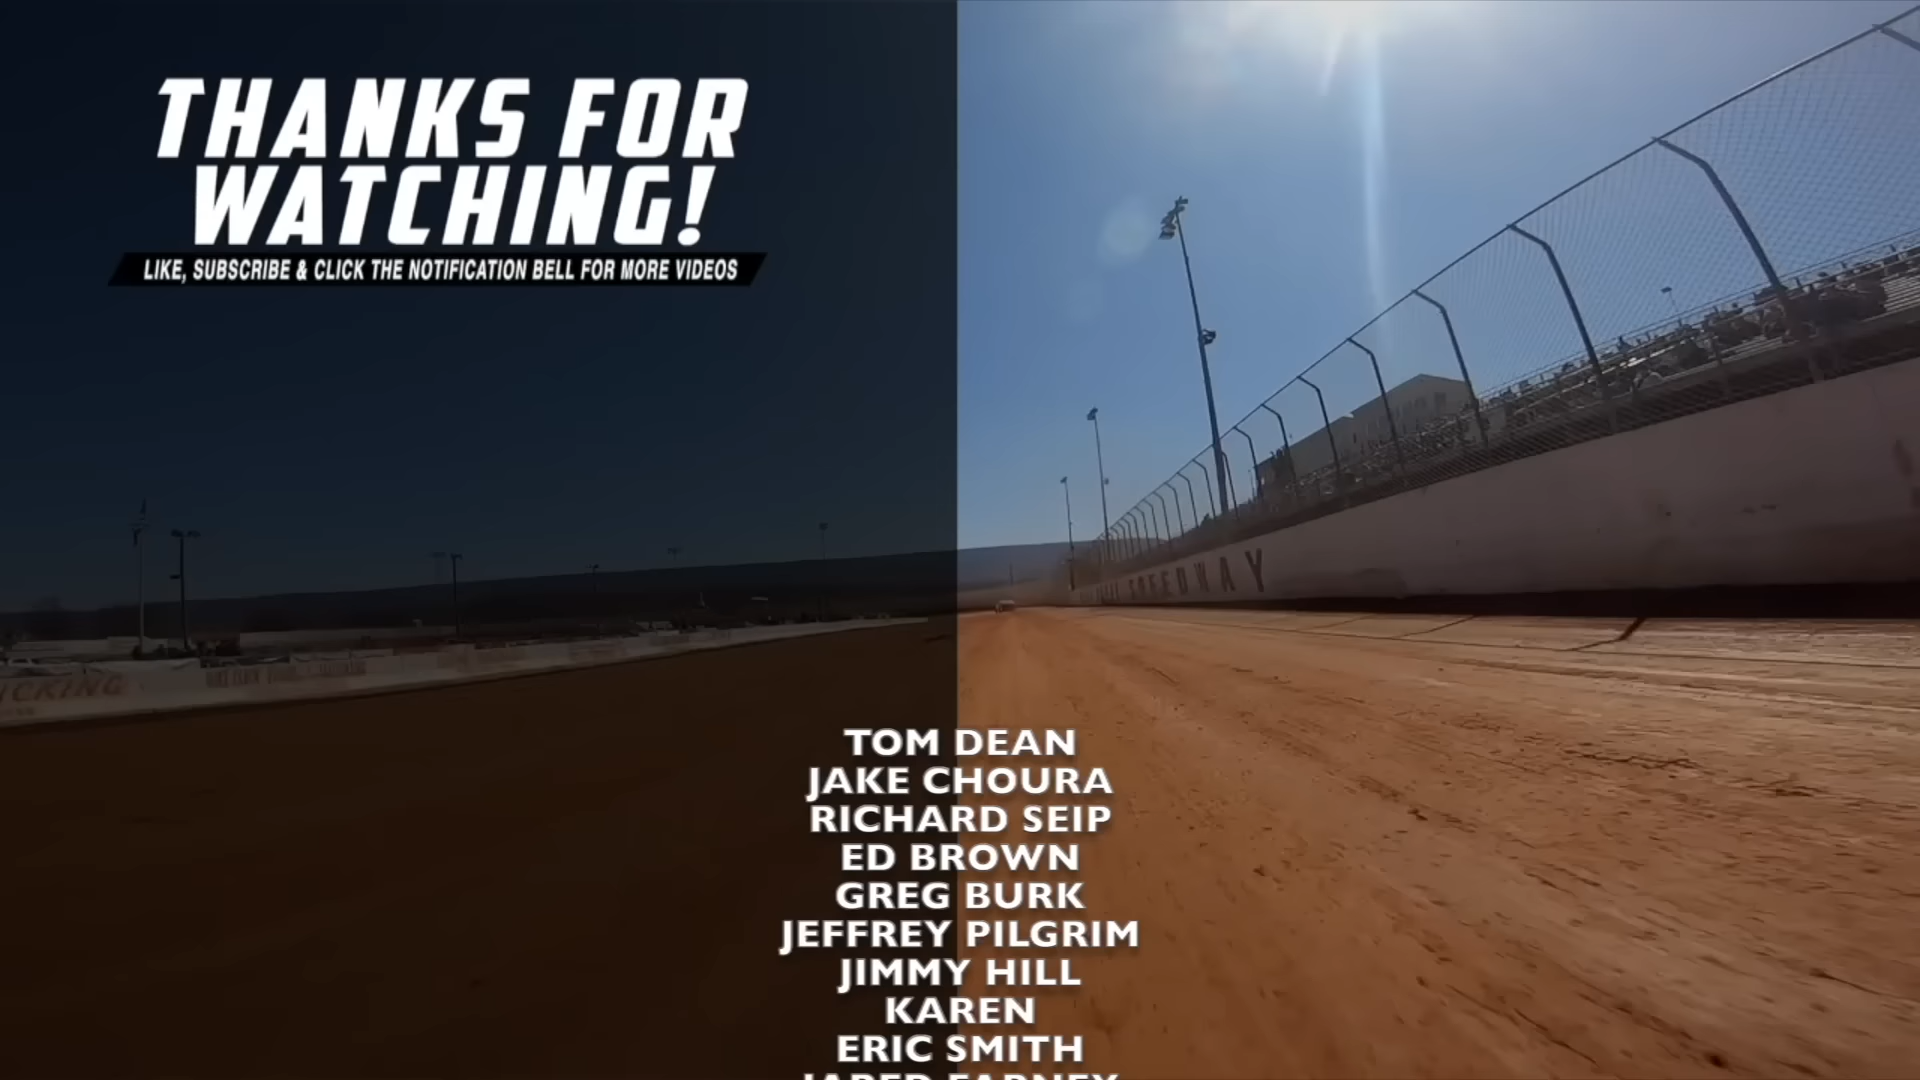 THANKS FOR
WATCHING!
LIKE, SUBSCRIBE & CLICK THE NOTIFICATION BELL FOR MORE VIDEOS
SPEEDWAY
TOM DEAN
JAKE CHOURA
RICHARD SEIP
ED BROWN
GREG BURK
JEFFREY PILGRIM
JIMMY HILL
KAREN
ERIC SMITH